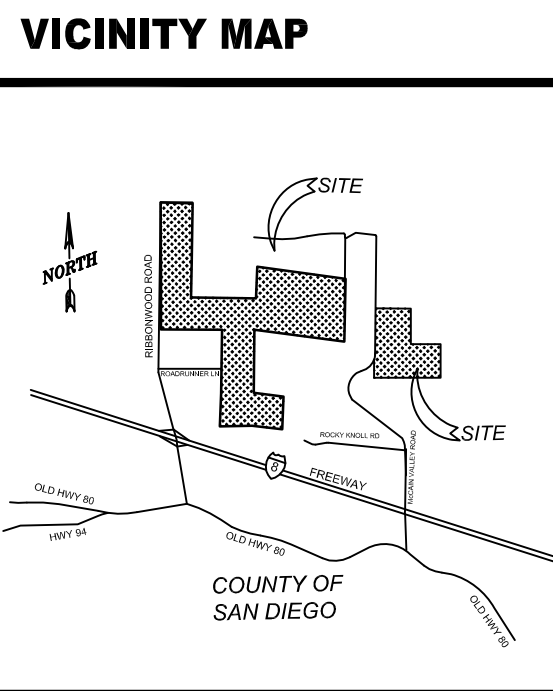 VICINITY MAP
SITE
NORTH
RIBBONWOOD ROAD
ROADRUNNER LN
ROCKY KNOLL RD
SITE
McCAIN VALLEY ROAD
8
FREEWAY
OLD HWY 80
HWY 94
OLD HWY 80
COUNTY OF
SAN DIEGO
OLD HWY 80